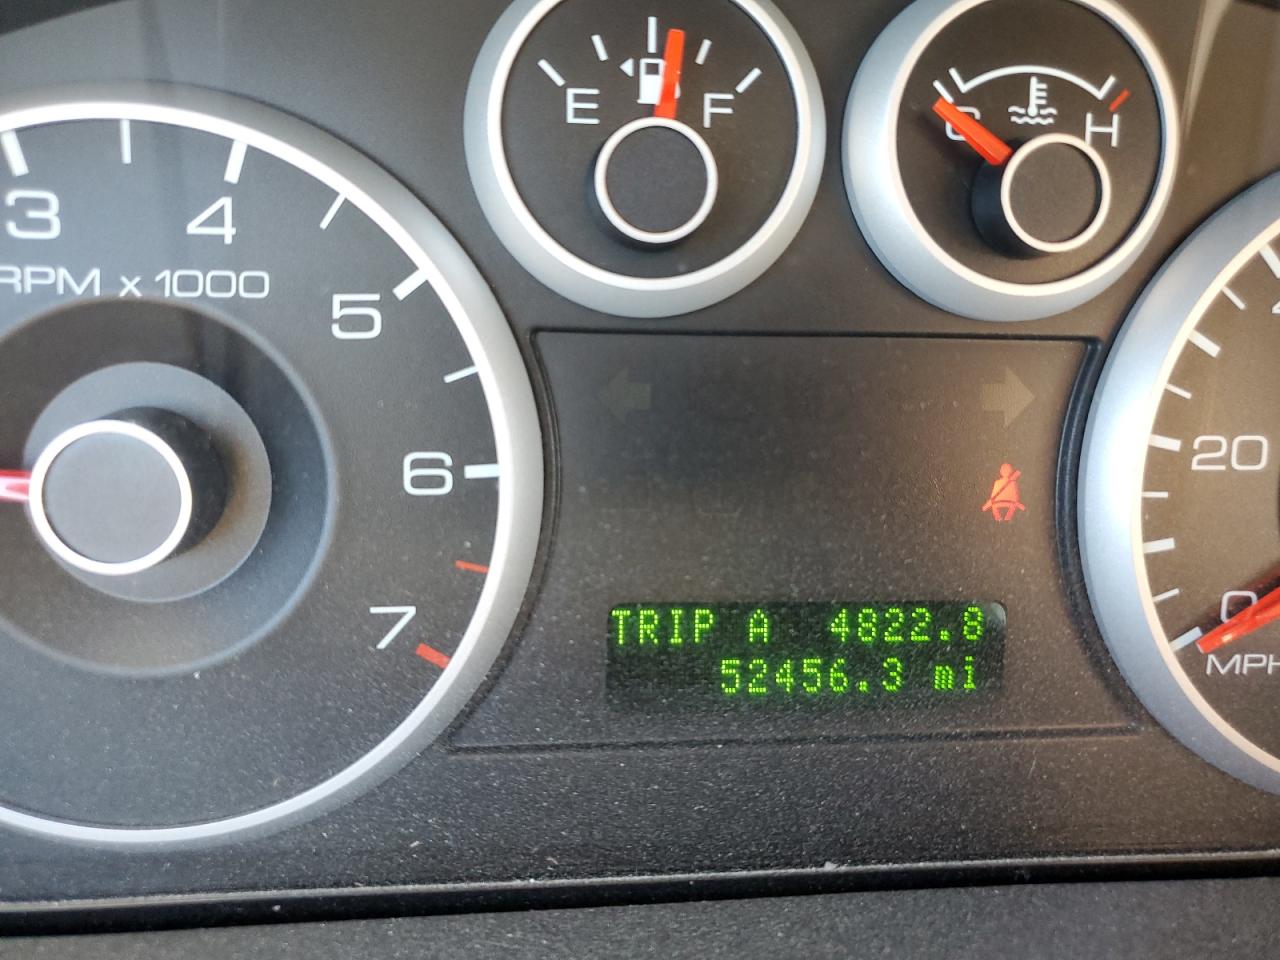 E F
C H
3 4 5 6 7
RPM x 1000
20
0
MPH
TRIP A 4822.8
52456.3 mi